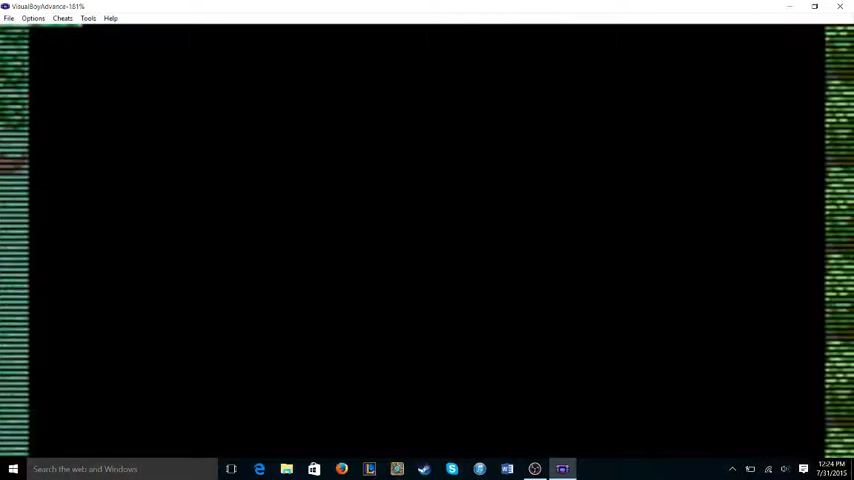 VisualBoyAdvance-181%
File Options Cheats Tools Help
Search the web and Windows
12:24 PM
7/31/2015